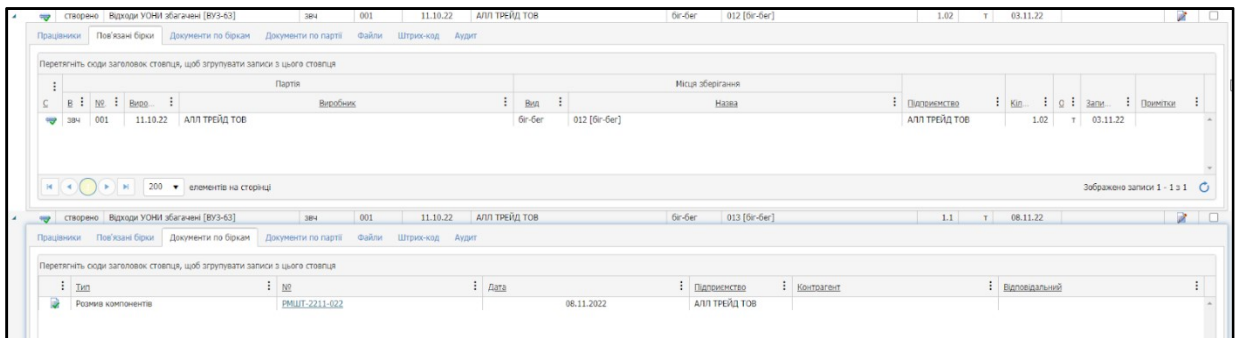 створено Відходи УОНИ збагачені [ВУЗ-63] звч 001 11.10.22 АЛЛ ТРЕЙД ТОВ біг-бег 012 [біг-бег] 1.02 т 03.11.22
Працівники Пов'язані бірки Документи по біркам Документи по партії Файли Штрих-код Аудит
Перетягніть сюди заголовок стовпця, щоб згрупувати записи з цього стовпця
Партія Місце зберігання
С В №. Виро... Виробник Вид Назва Підприємство Кіл... О Запи... Примітки
звч 001 11.10.22 АЛЛ ТРЕЙД ТОВ біг-бег 012 [біг-бег] АЛЛ ТРЕЙД ТОВ 1.02 т 03.11.22
200 елементів на сторінці Зображено записи 1 - 1 з 1
створено Відходи УОНИ збагачені [ВУЗ-63] звч 001 11.10.22 АЛЛ ТРЕЙД ТОВ біг-бег 013 [біг-бег] 1.1 т 08.11.22
Працівники Пов'язані бірки Документи по біркам Документи по партії Файли Штрих-код Аудит
Перетягніть сюди заголовок стовпця, щоб згрупувати записи з цього стовпця
Тип № Дата Підприємство Контрагент Відповідальний
Розмив компонентів РМШТ-2211-022 08.11.2022 АЛЛ ТРЕЙД ТОВ